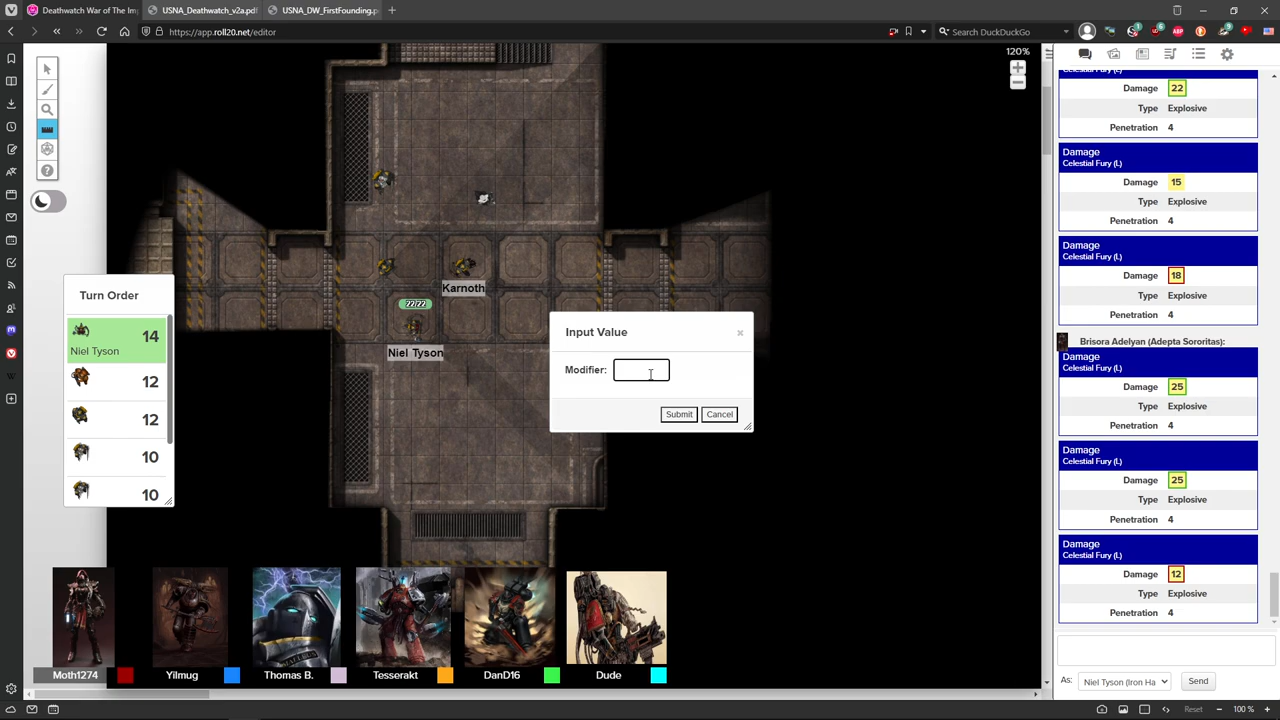 Deathwatch War of The Imp
USNA_Deathwatch_v2a.pdf
USNA_DW_FirstFounding.p
https://app.roll20.net/editor
Search DuckDuckGo
120%
Celestial Fury (L)
Damage 22
Type Explosive
Penetration 4
Damage
Celestial Fury (L)
Damage 15
Type Explosive
Penetration 4
Damage
Celestial Fury (L)
Damage 18
Type Explosive
Penetration 4
Brisora Adelyan (Adepta Sororitas):
Damage
Celestial Fury (L)
Damage 25
Type Explosive
Penetration 4
Damage
Celestial Fury (L)
Damage 25
Type Explosive
Penetration 4
Damage
Celestial Fury (L)
Damage 12
Type Explosive
Penetration 4
As: Niel Tyson (Iron Ha
Send
Turn Order
14
Niel Tyson
12
12
10
10
Karnoth
22/22
Niel Tyson
Input Value
Modifier:
Submit Cancel
Moth1274
Yilmug
Thomas B.
Tesserakt
DanD16
Dude
Reset
100 %